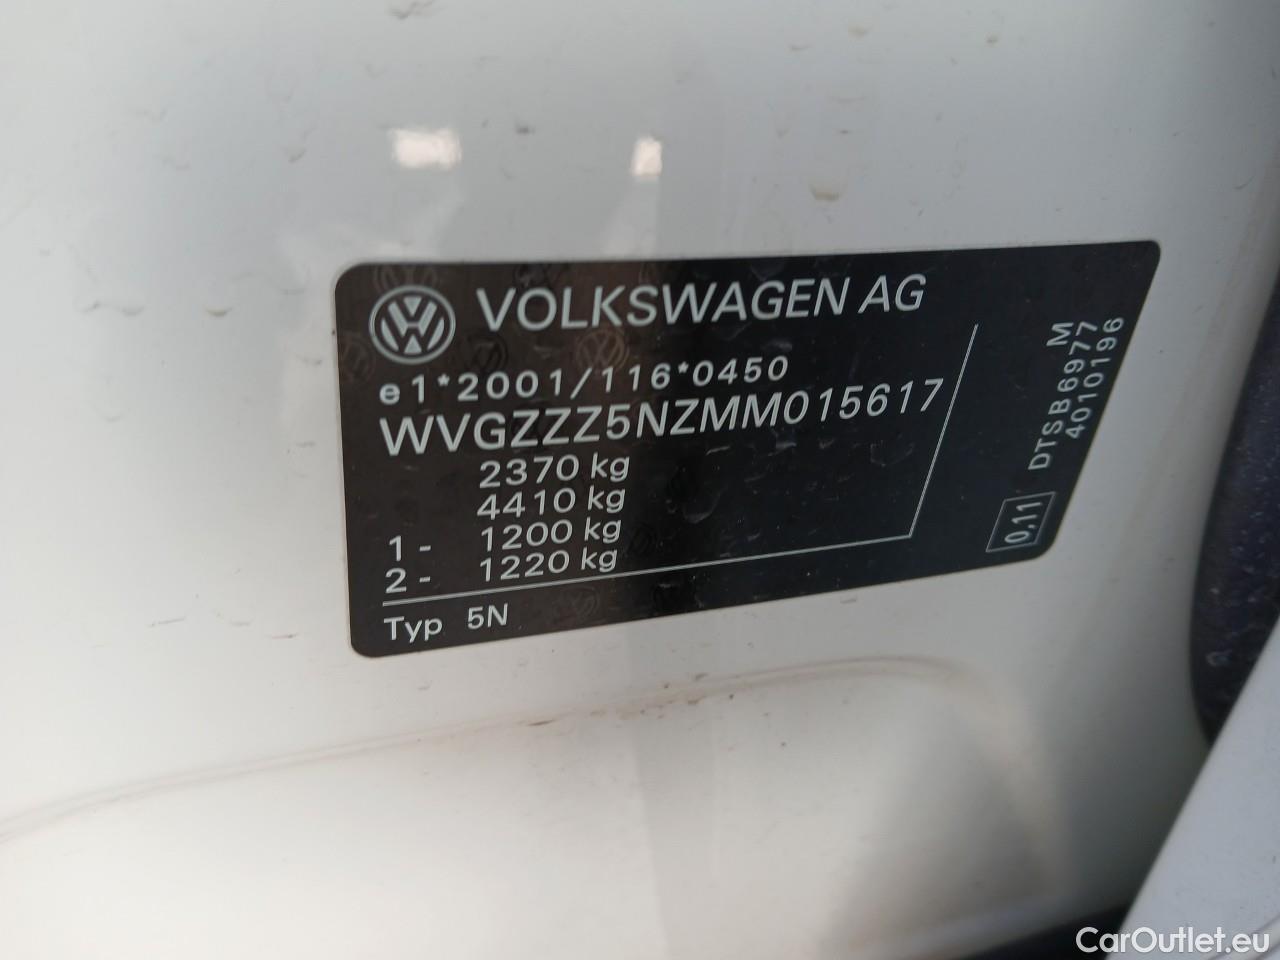 VOLKSWAGEN AG
e1*2001/116*0450
WVGZZZ5NZMM015617
2370 kg
4410 kg
1 - 1200 kg
2 - 1220 kg
Typ 5N
M
DTSB6977
4010196
0,11
CarOutlet.eu